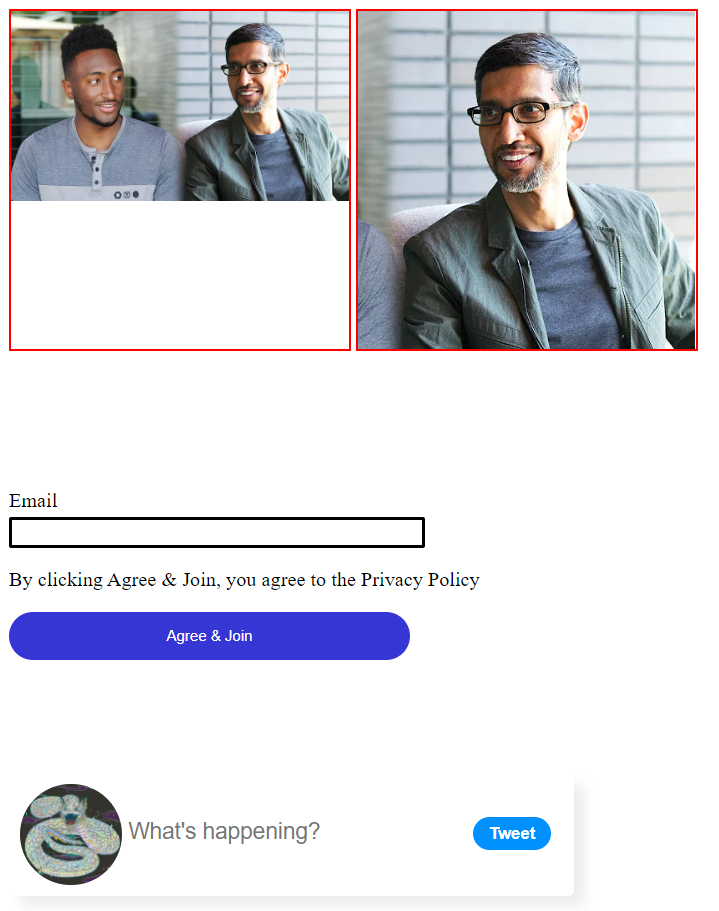 Email
By clicking Agree & Join, you agree to the Privacy Policy
Agree & Join
What's happening?
Tweet